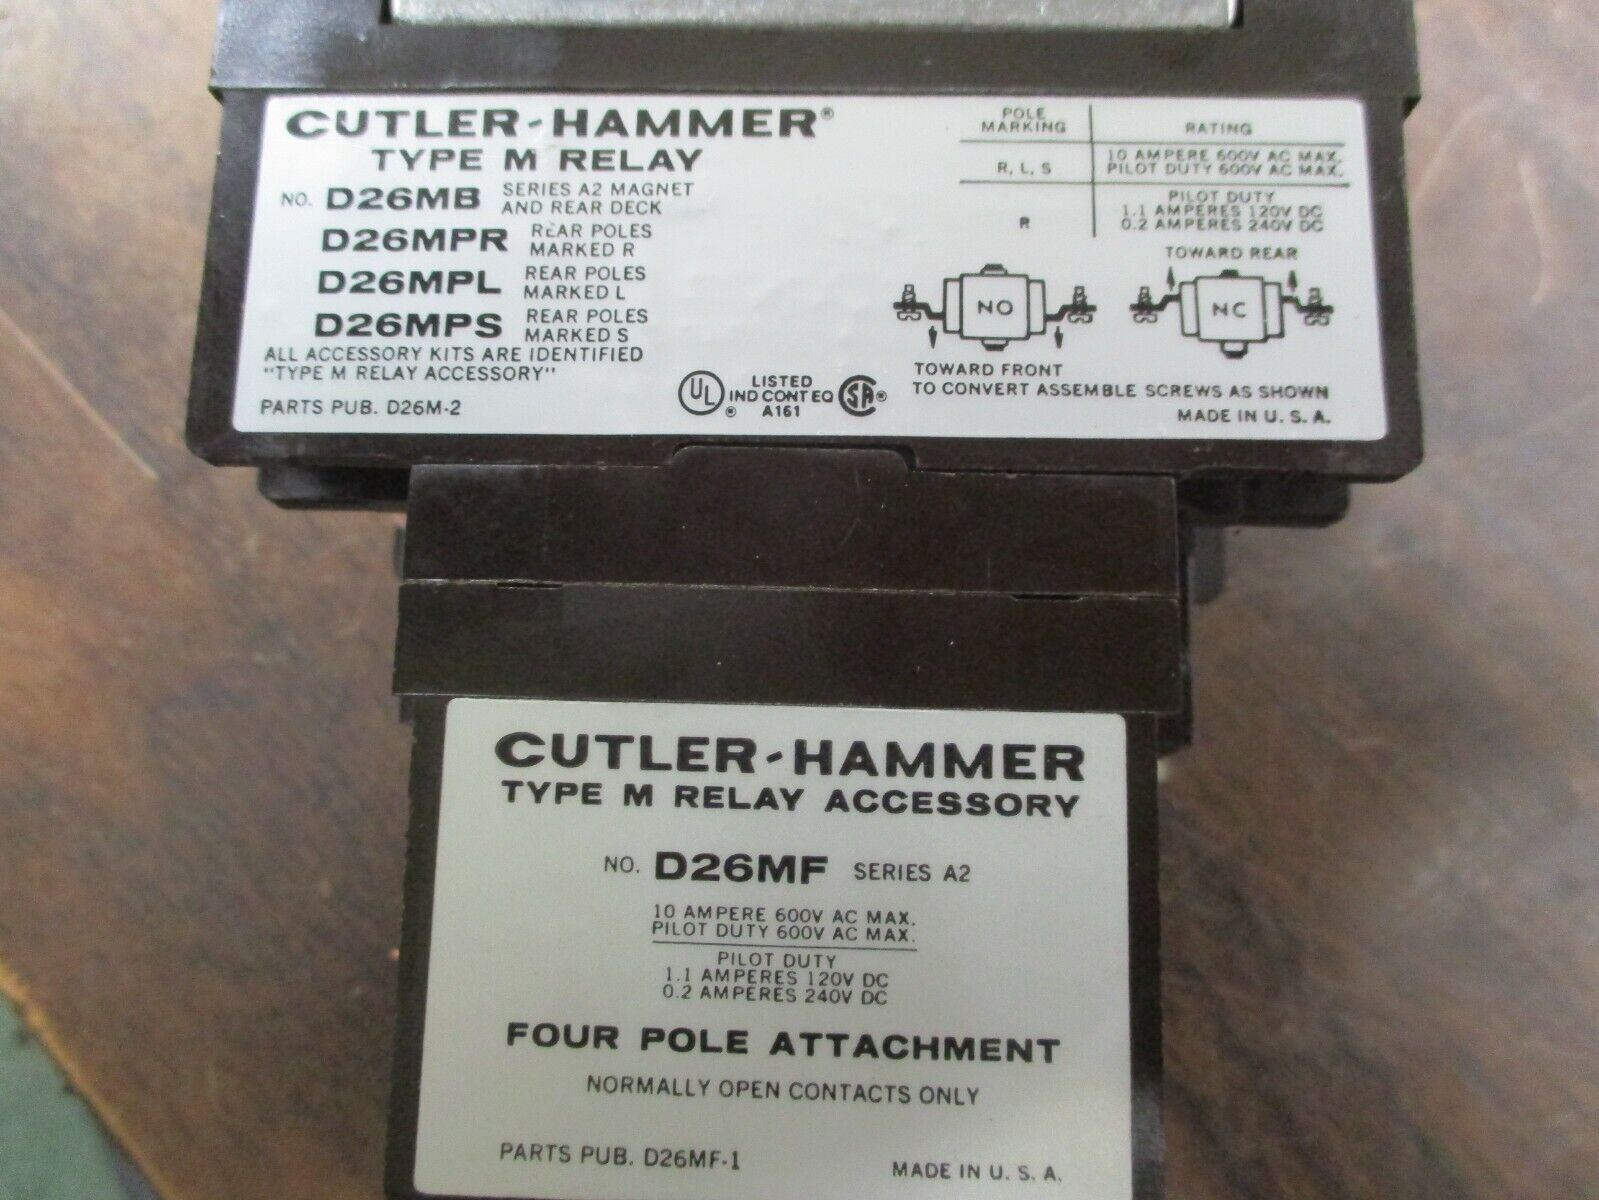 CUTLER-HAMMER®
TYPE M RELAY
NO. D26MB SERIES A2 MAGNET
AND REAR DECK
D26MPR REAR POLES
MARKED R
D26MPL REAR POLES
MARKED L
D26MPS REAR POLES
MARKED S
ALL ACCESSORY KITS ARE IDENTIFIED
"TYPE M RELAY ACCESSORY"
PARTS PUB. D26M-2
UL ® LISTED
IND CONT EQ
A161
SA ®
POLE
MARKING
RATING
R, L, S
10 AMPERE 600V AC MAX.
PILOT DUTY 600V AC MAX.
R
PILOT DUTY
1.1 AMPERES 120V DC
0.2 AMPERES 240V DC
TOWARD REAR
NO
NC
TOWARD FRONT
TO CONVERT ASSEMBLE SCREWS AS SHOWN
MADE IN U. S. A.
CUTLER-HAMMER
TYPE M RELAY ACCESSORY
NO. D26MF SERIES A2
10 AMPERE 600V AC MAX.
PILOT DUTY 600V AC MAX.
PILOT DUTY
1.1 AMPERES 120V DC
0.2 AMPERES 240V DC
FOUR POLE ATTACHMENT
NORMALLY OPEN CONTACTS ONLY
PARTS PUB. D26MF-1
MADE IN U. S. A.